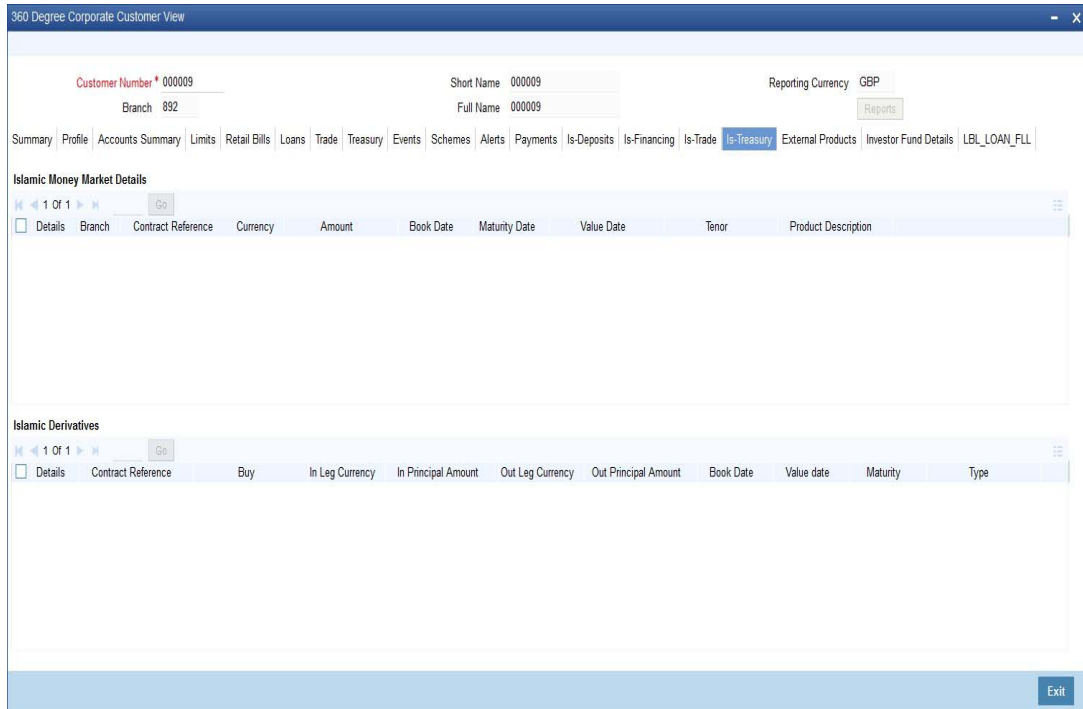 360 Degree Corporate Customer View
Customer Number * 000009 Short Name 000009 Reporting Currency GBP
Branch 892 Full Name 000009 Reports
Summary Profile Accounts Summary Limits Retail Bills Loans Trade Treasury Events Schemes Alerts Payments Is-Deposits Is-Financing Is-Trade Is-Treasury External Products Investor Fund Details LBL_LOAN_FLL
Islamic Money Market Details
1 Of 1 Go
Details Branch Contract Reference Currency Amount Book Date Maturity Date Value Date Tenor Product Description
Islamic Derivatives
1 Of 1 Go
Details Contract Reference Buy In Leg Currency In Principal Amount Out Leg Currency Out Principal Amount Book Date Value date Maturity Type
Exit